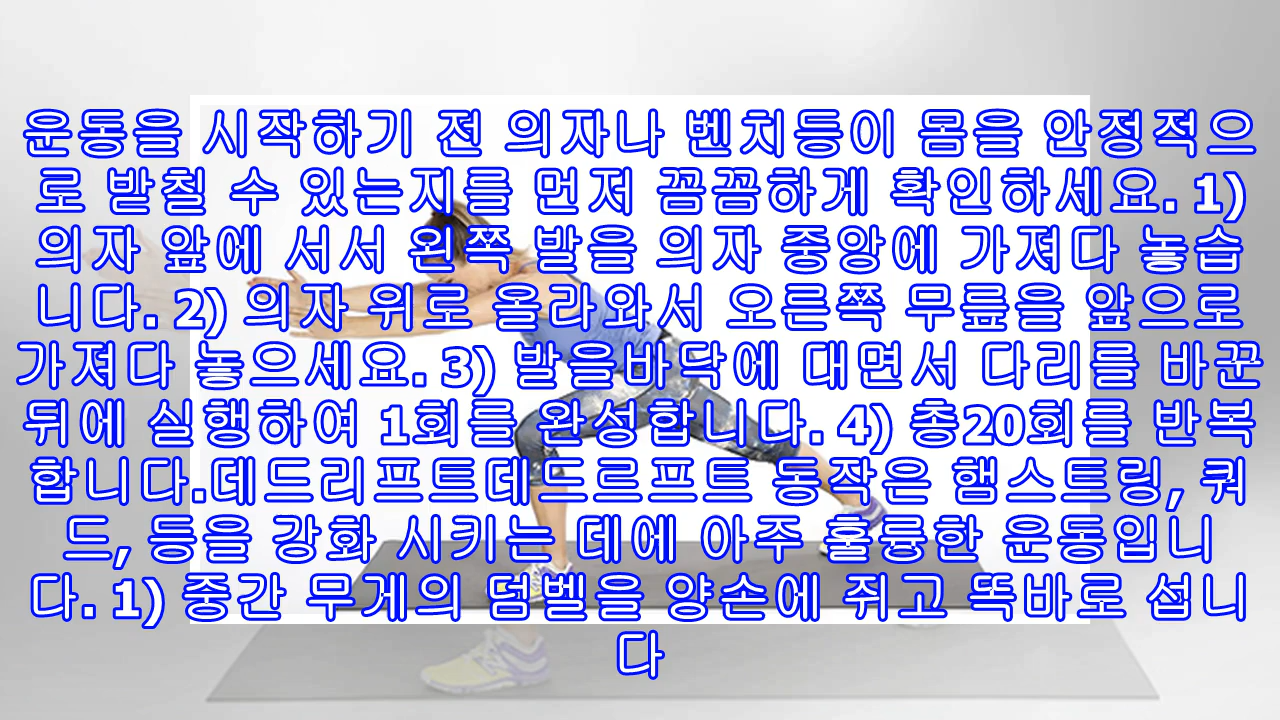 운동을 시작하기 전 의자나 벤치등이 몸을 안정적으
로 받칠 수 있는지를 먼저 꼼꼼하게 확인하세요. 1)
의자 앞에 서서 왼쪽 발을 의자 중앙에 가져다 놓습
니다. 2) 의자 위로 올라와서 오른쪽 무릎을 앞으로
가져다 놓으세요. 3) 발을바닥에 대면서 다리를 바꾼
뒤에 실행하여 1회를 완성합니다. 4) 총20회를 반복
합니다.데드리프트데드르프트 동작은 햄스트링, 쿼
드, 등을 강화 시키는 데에 아주 훌륭한 운동입니
다. 1) 중간 무게의 덤벨을 양손에 쥐고 똑바로 섭니
다